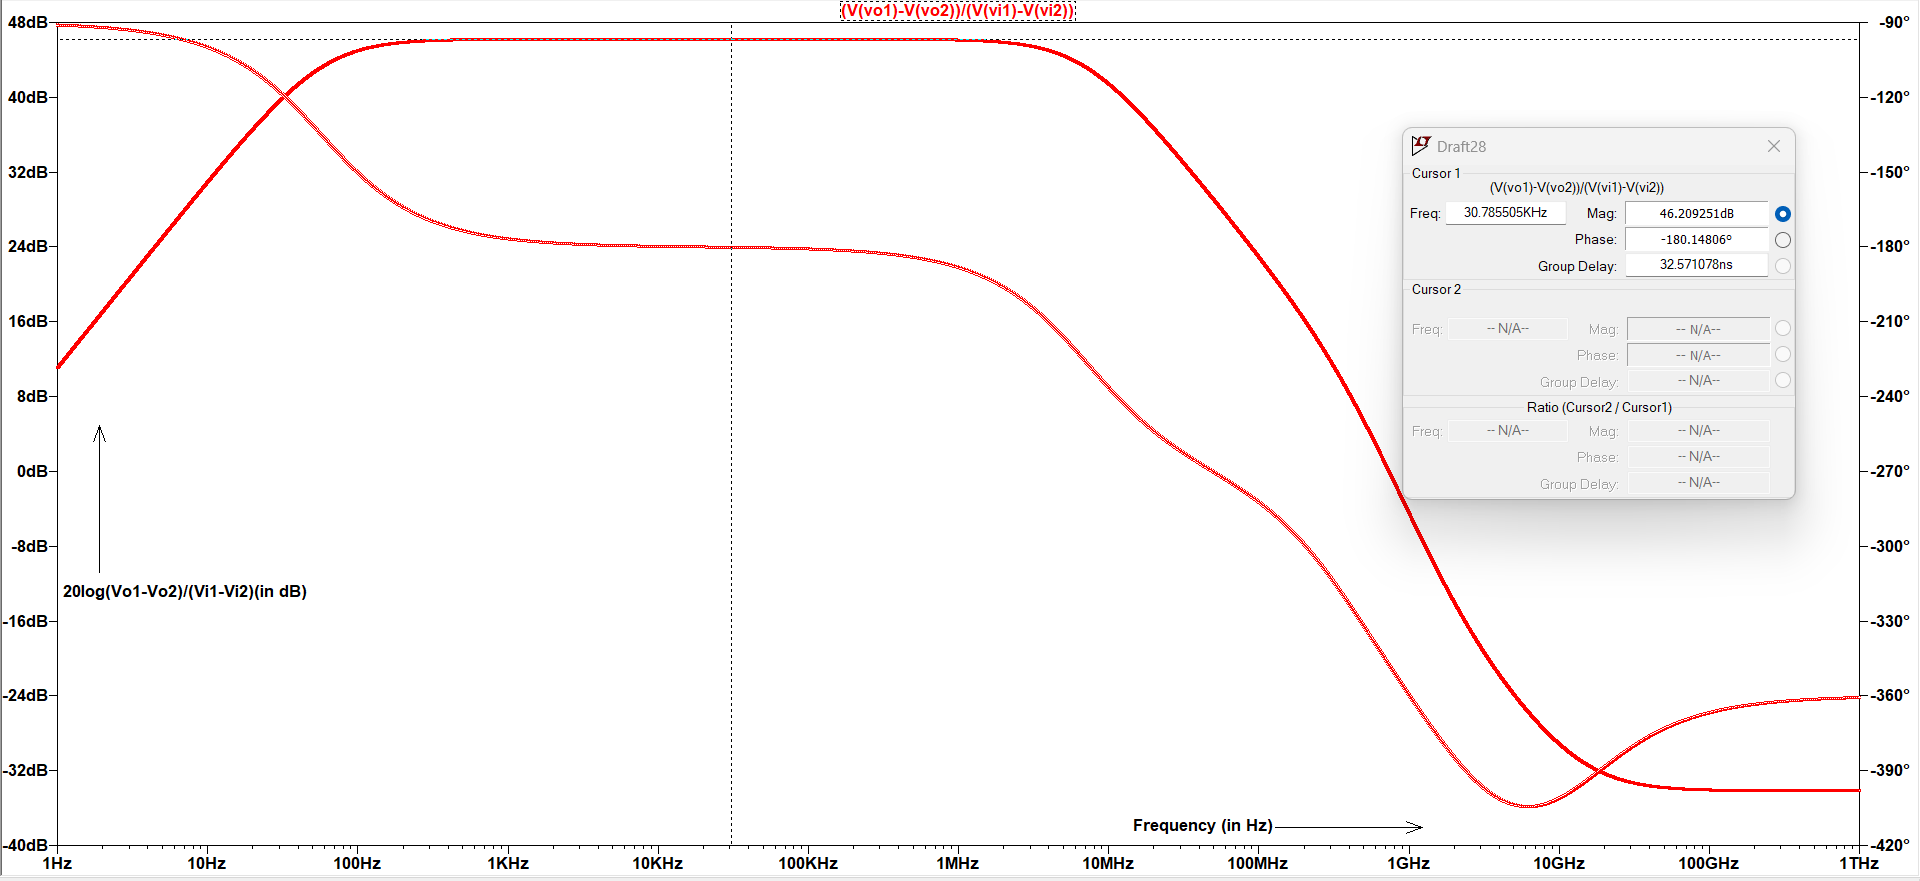 (V(vo1)-V(vo2))/(V(vi1)-V(vi2))
48dB
40dB
32dB
24dB
16dB
8dB
0dB
-8dB
-16dB
-24dB
-32dB
-40dB
20log(Vo1-Vo2)/(Vi1-Vi2)(in dB)
Frequency (in Hz)
1Hz 10Hz 100Hz 1KHz 10KHz 100KHz 1MHz 10MHz 100MHz 1GHz 10GHz 100GHz 1THz
-90°
-120°
-150°
-180°
-210°
-240°
-270°
-300°
-330°
-360°
-390°
-420°
Draft28
Cursor 1
(V(vo1)-V(vo2))/(V(vi1)-V(vi2))
Freq: 30.785505KHz Mag: 46.209251dB
Phase: -180.14806°
Group Delay: 32.571078ns
Cursor 2
Freq: -- N/A-- Mag: -- N/A--
Phase: -- N/A--
Group Delay: -- N/A--
Ratio (Cursor2 / Cursor1)
Freq: -- N/A-- Mag: -- N/A--
Phase: -- N/A--
Group Delay: -- N/A--